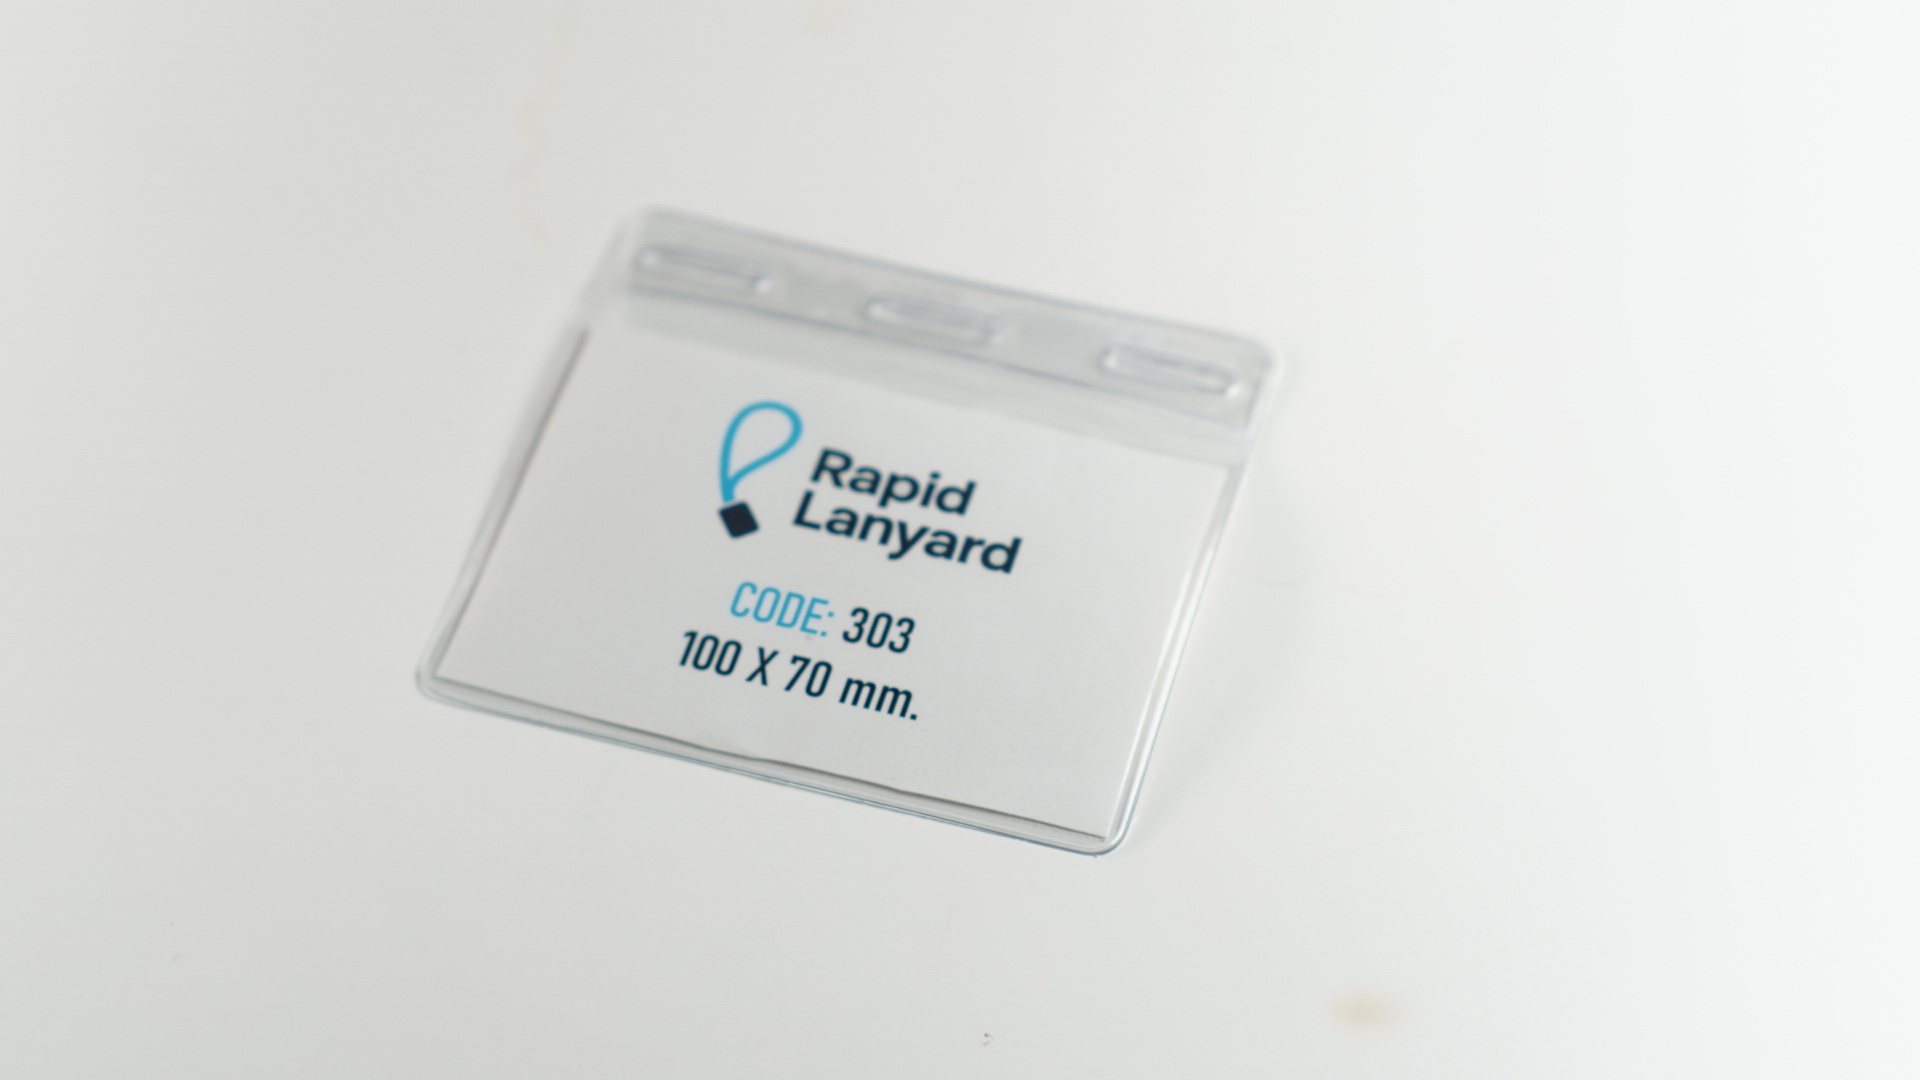 Rapid
Lanyard
CODE: 303
100 X 70 mm.